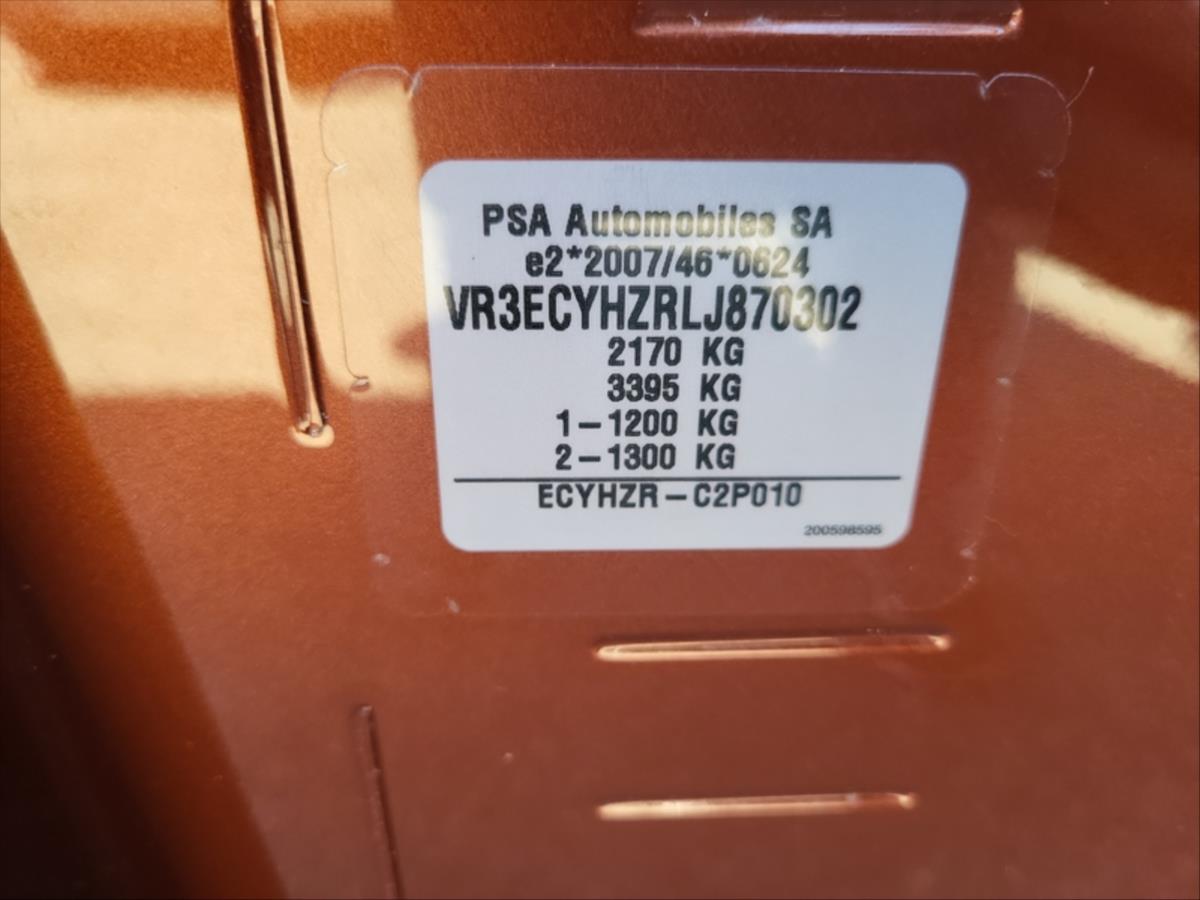 PSA Automobiles SA
e2*2007/46*0624
VR3ECYHZRLJ870302
2170 KG
3395 KG
1-1200 KG
2-1300 KG
ECYHZR-C2P010
200598595